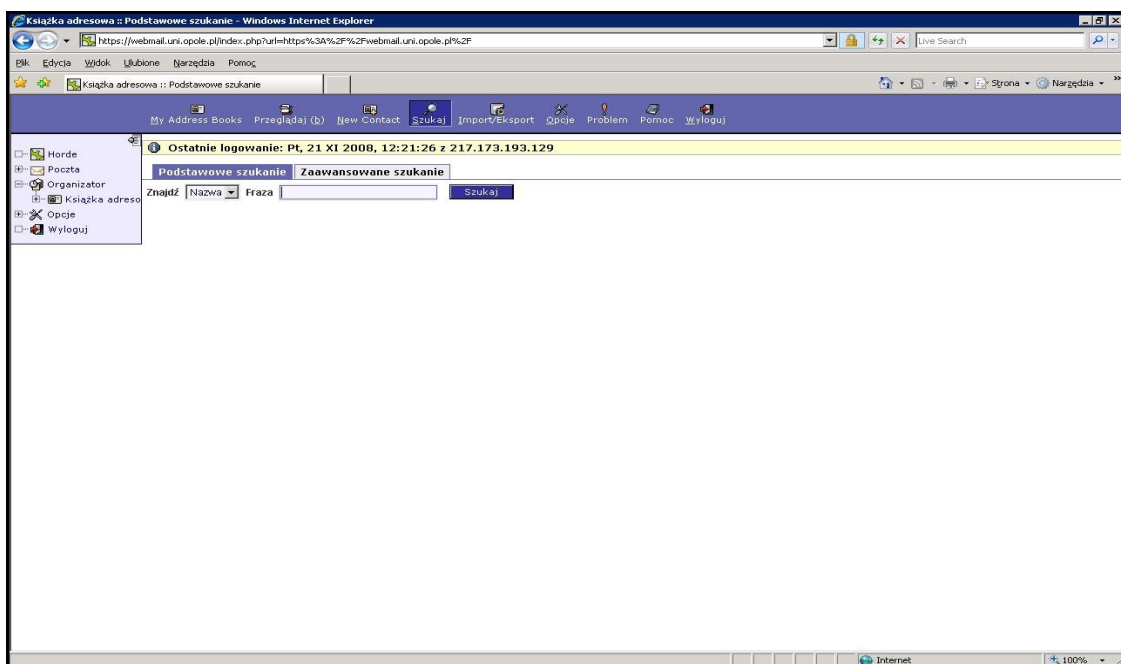 Książka adresowa :: Podstawowe szukanie - Windows Internet Explorer
https://webmail.uni.opole.pl/index.php?url=https%3A%2F%2Fwebmail.uni.opole.pl%2F
Live Search
Plik Edycja Widok Ulubione Narzędzia Pomoc
Książka adresowa :: Podstawowe szukanie
Strona Narzędzia »
My Address Books Przeglądaj (b) New Contact Szukaj Import/Eksport Opcje Problem Pomoc Wyloguj
Horde
Poczta
Organizator
Książka adreso
Opcje
Wyloguj
Ostatnie logowanie: Pt, 21 XI 2008, 12:21:26 z 217.173.193.129
Podstawowe szukanie Zaawansowane szukanie
Znajdź Nazwa Fraza Szukaj
Internet 100%